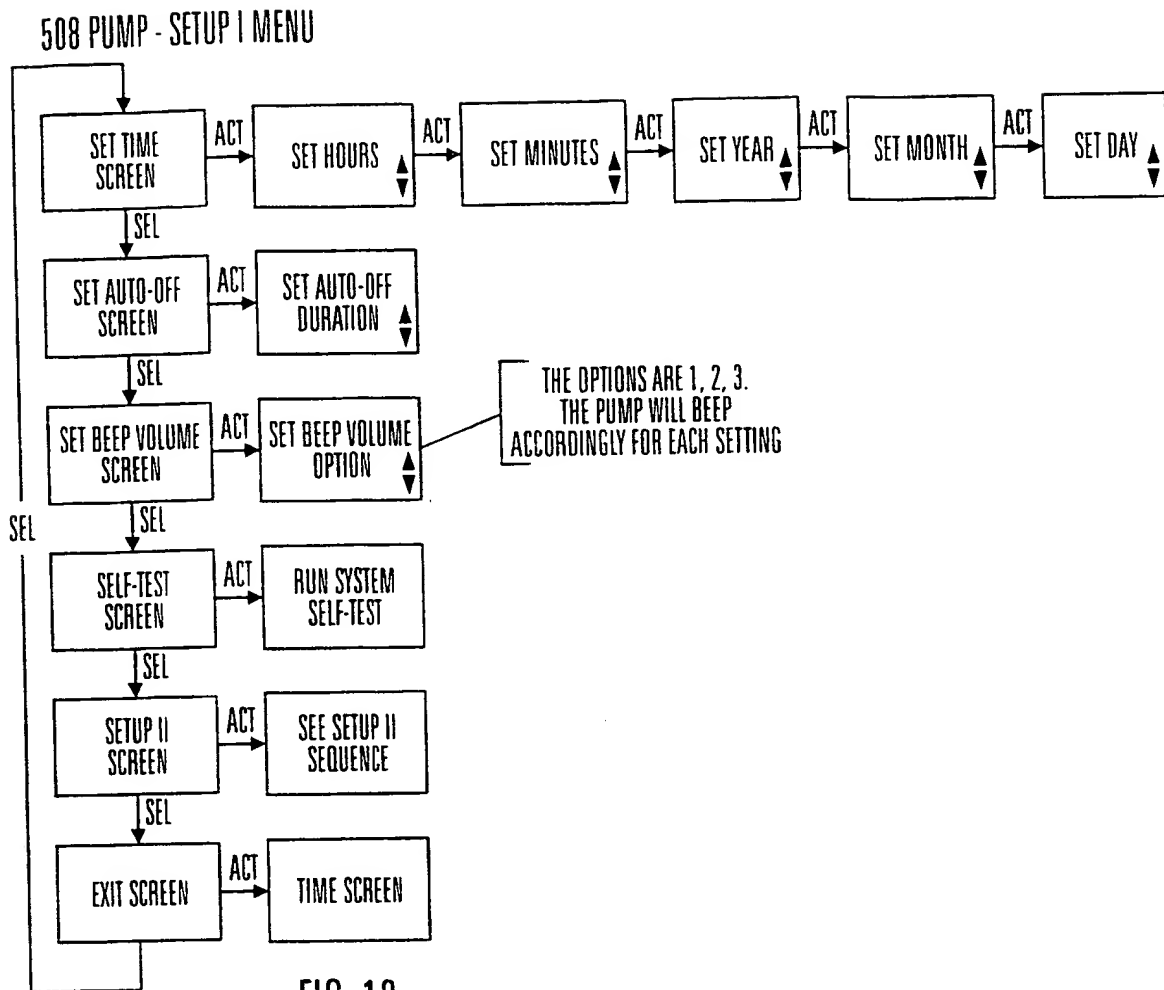 508 PUMP - SETUP I MENU
SET TIME
SCREEN
ACT
SET HOURS
ACT
SET MINUTES
ACT
SET YEAR
ACT
SET MONTH
ACT
SET DAY
SEL
SET AUTO-OFF
SCREEN
ACT
SET AUTO-OFF
DURATION
SEL
SET BEEP VOLUME
SCREEN
ACT
SET BEEP VOLUME
OPTION
THE OPTIONS ARE 1, 2, 3.
THE PUMP WILL BEEP
ACCORDINGLY FOR EACH SETTING
SEL
SEL
SELF-TEST
SCREEN
ACT
RUN SYSTEM
SELF-TEST
SEL
SETUP II
SCREEN
ACT
SEE SETUP II
SEQUENCE
SEL
EXIT SCREEN
ACT
TIME SCREEN